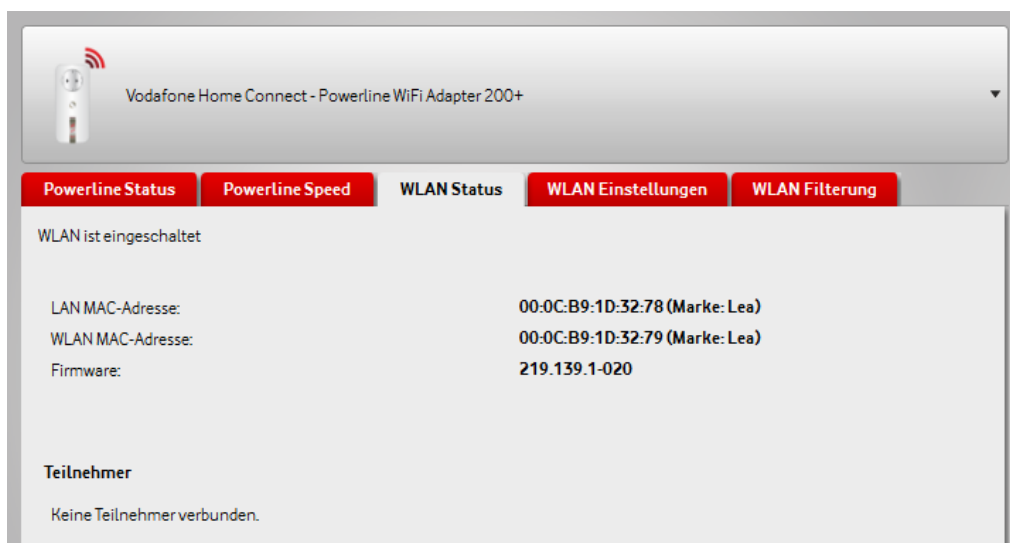 Vodafone Home Connect - Powerline WiFi Adapter 200+
Powerline Status Powerline Speed WLAN Status WLAN Einstellungen WLAN Filterung
WLAN ist eingeschaltet
LAN MAC-Adresse: 00:0C:B9:1D:32:78 (Marke: Lea)
WLAN MAC-Adresse: 00:0C:B9:1D:32:79 (Marke: Lea)
Firmware: 219.139.1-020
Teilnehmer
Keine Teilnehmer verbunden.